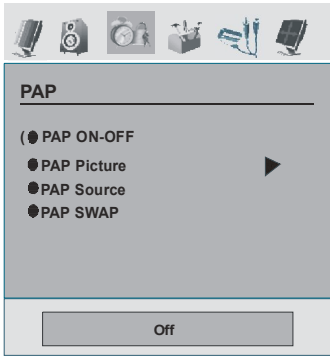 PAP
( ● PAP ON-OFF
● PAP Picture
● PAP Source
● PAP SWAP
Off